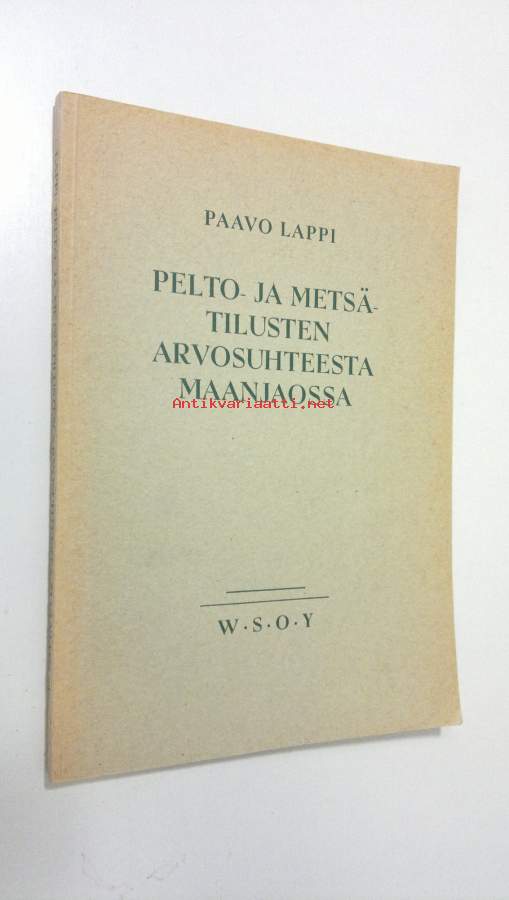 PAAVO LAPPI
PELTO- JA METSÄ-
TILUSTEN
ARVOSUHTEESTA
MAANJAOSSA
Antikvariaatti.net
W·S·O·Y